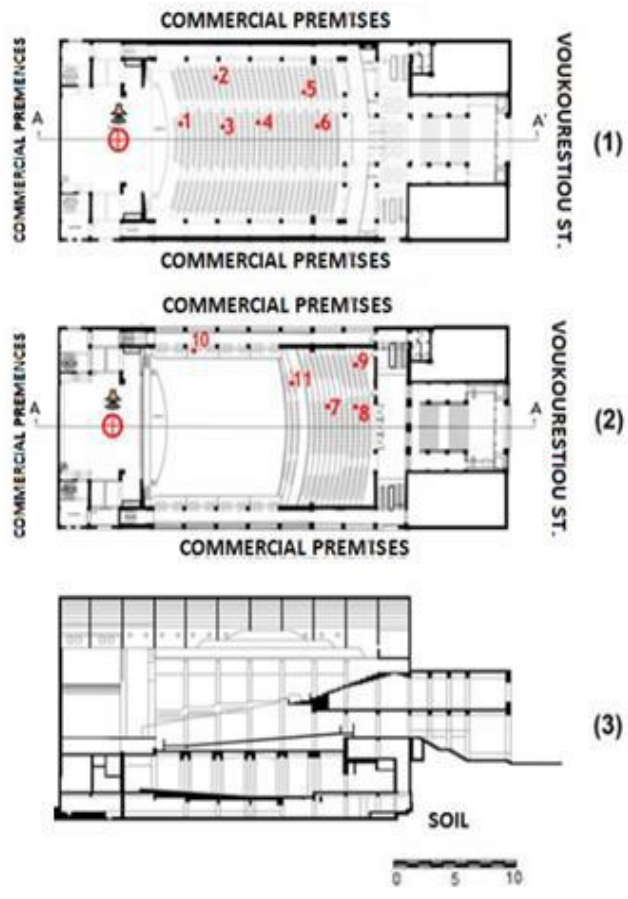 COMMERCIAL PREMISES
COMMERCIAL PREMENCES
2
5
A
1
3
4
6
A'
(1)
VOUKOURESTIOU ST.
COMMERCIAL PREMISES
COMMERCIAL PREMISES
COMMERCIAL PREMENCES
10
9
11
7
8
A
A
(2)
VOUKOURESTIOU ST.
COMMERCIAL PREMISES
(3)
SOIL
0 5 10